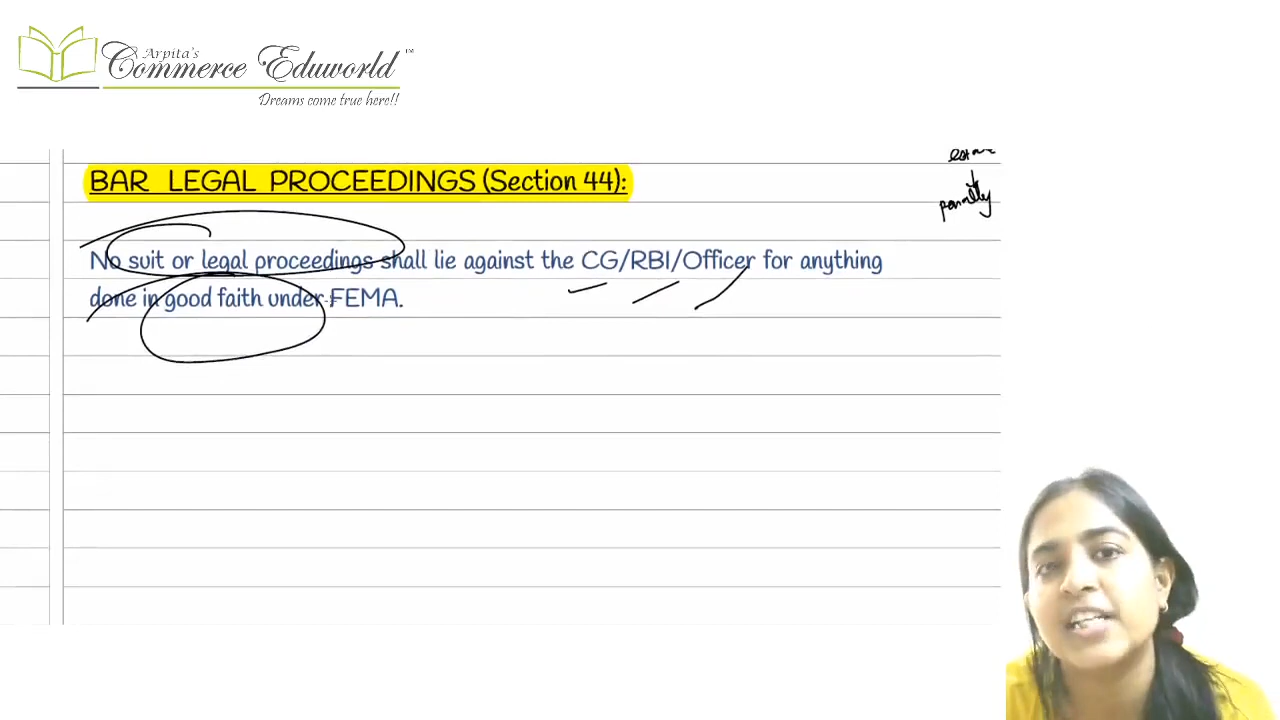 Arpita's
Commerce Eduworld™
Dreams come true here!!
BAR LEGAL PROCEEDINGS (Section 44):
penalty
No suit or legal proceedings shall lie against the CG/RBI/Officer for anything
done in good faith under FEMA.